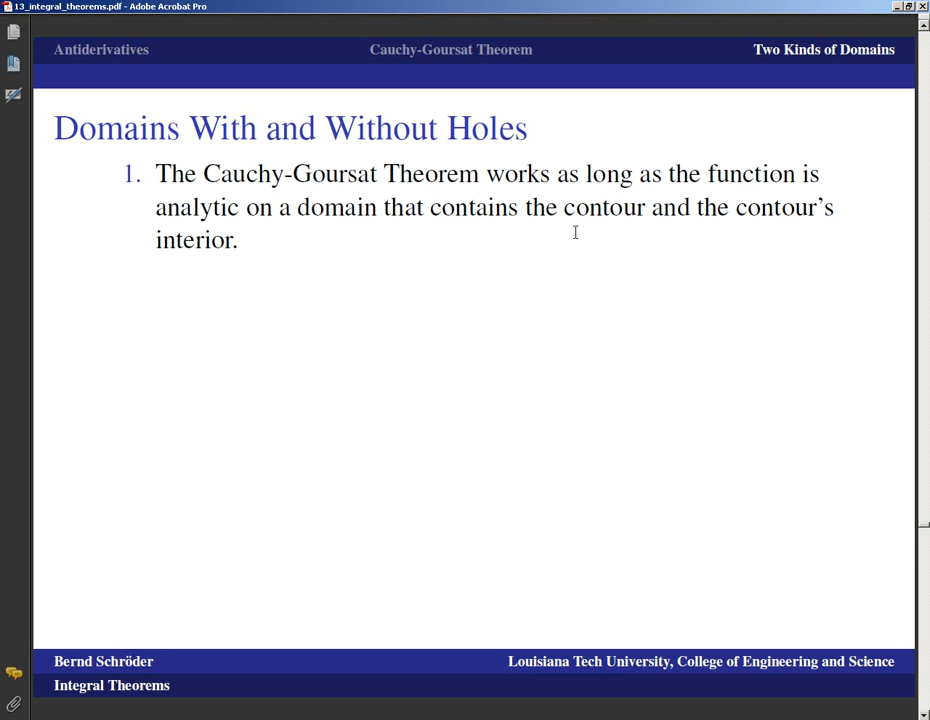 13_integral_theorems.pdf - Adobe Acrobat Pro
Antiderivatives Cauchy-Goursat Theorem Two Kinds of Domains
Domains With and Without Holes
1. The Cauchy-Goursat Theorem works as long as the function is
analytic on a domain that contains the contour and the contour’s
interior.
Bernd Schröder Louisiana Tech University, College of Engineering and Science
Integral Theorems